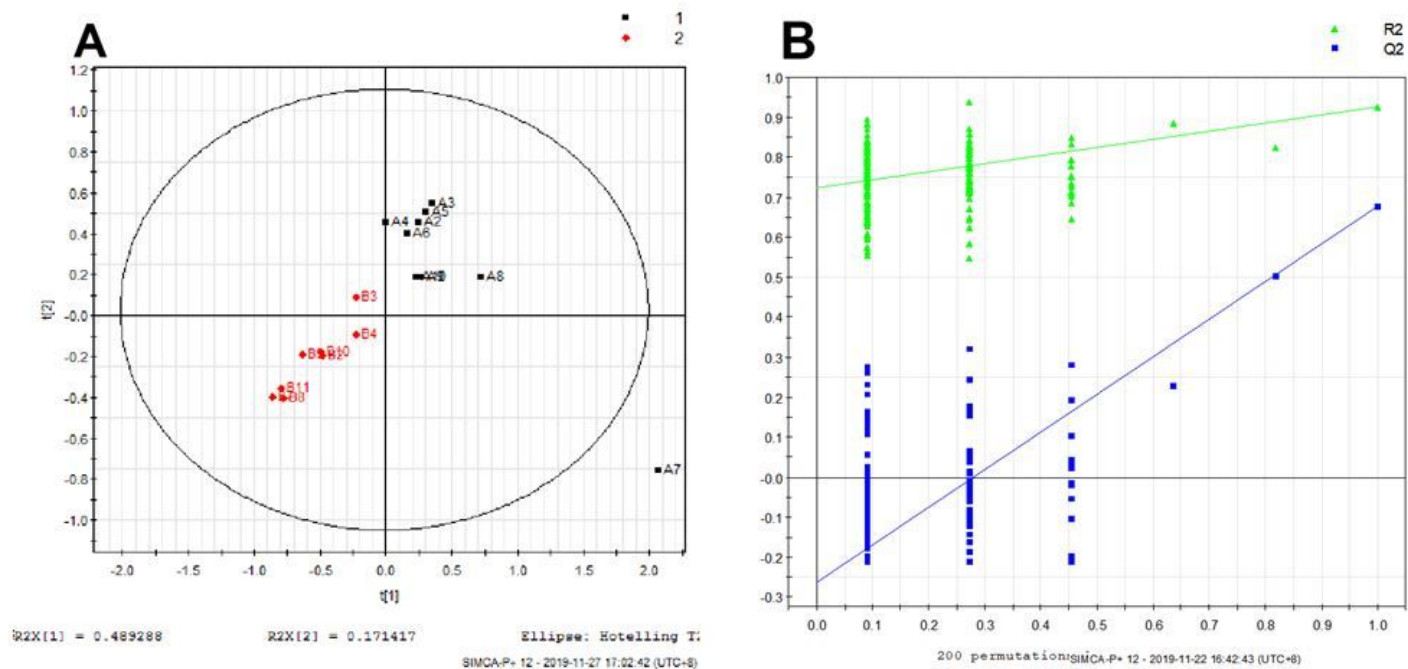 A
1
2
1.2
1.0
0.8
0.6
0.4
0.2
-0.0
-0.2
-0.4
-0.6
-0.8
-1.0
t[2]
A3
A5
A4
A2
A6
A8
B3
B4
B10
B11
B8
A7
-2.0 -1.5 -1.0 -0.5 0.0 0.5 1.0 1.5 2.0
t[1]
R2X[1] = 0.489288 R2X[2] = 0.171417 Ellipse: Hotelling
SIMCA-P+ 12 - 2019-11-27 17:02:42 (UTC+8)
B
R2
Q2
1.0
0.9
0.8
0.7
0.6
0.5
0.4
0.3
0.2
0.1
-0.0
-0.1
-0.2
-0.3
0.0 0.1 0.2 0.3 0.4 0.5 0.6 0.7 0.8 0.9 1.0
200 permutations
SIMCA-P+ 12 - 2019-11-22 16:42:43 (UTC+8)